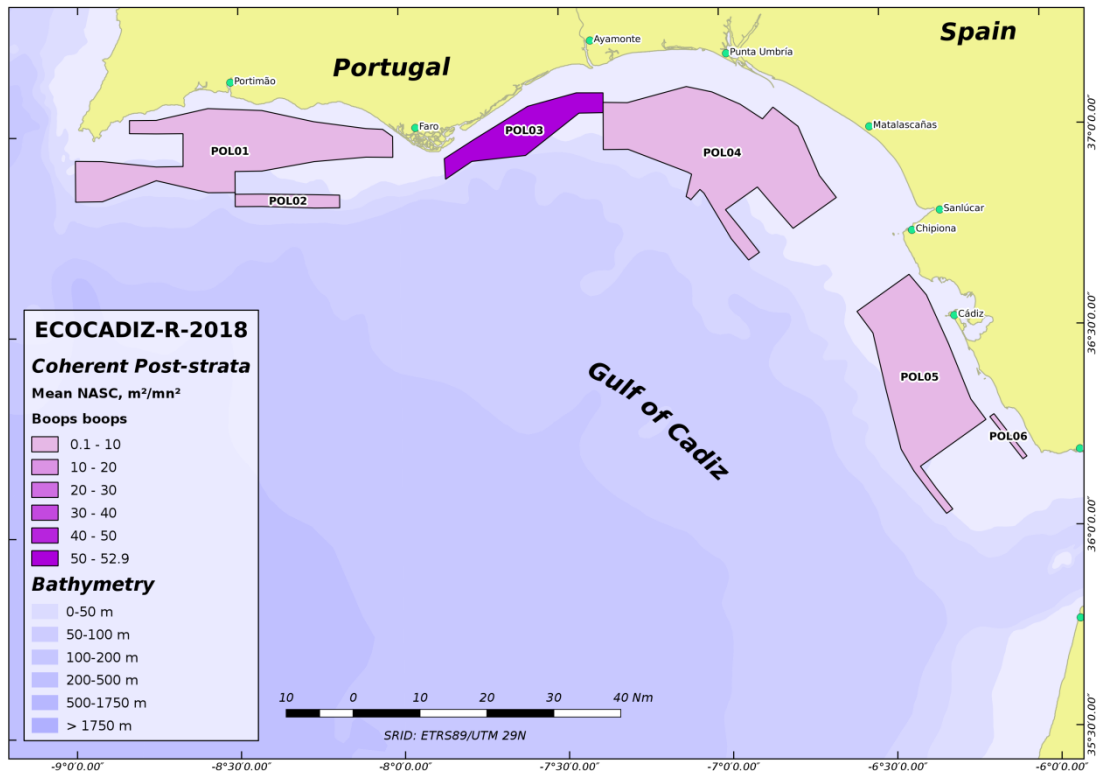 Spain
Ayamonte
Punta Umbría
Portugal
Portimão
Faro
Matalascañas
POL01
POL02
POL03
POL04
Sanlúcar
Chipiona
Cádiz
POL05
POL06
Gulf of Cadiz
ECOCADIZ-R-2018
Coherent Post-strata
Mean NASC, m²/mn²
Boops boops
0.1 - 10
10 - 20
20 - 30
30 - 40
40 - 50
50 - 52.9
Bathymetry
0-50 m
50-100 m
100-200 m
200-500 m
500-1750 m
> 1750 m
10 0 10 20 30 40 Nm
SRID: ETRS89/UTM 29N
37°0'0.00"
36°30'0.00"
36°0'0.00"
35°30'0.00"
-9°0'0.00" -8°30'0.00" -8°0'0.00" -7°30'0.00" -7°0'0.00" -6°30'0.00" -6°0'0.00"